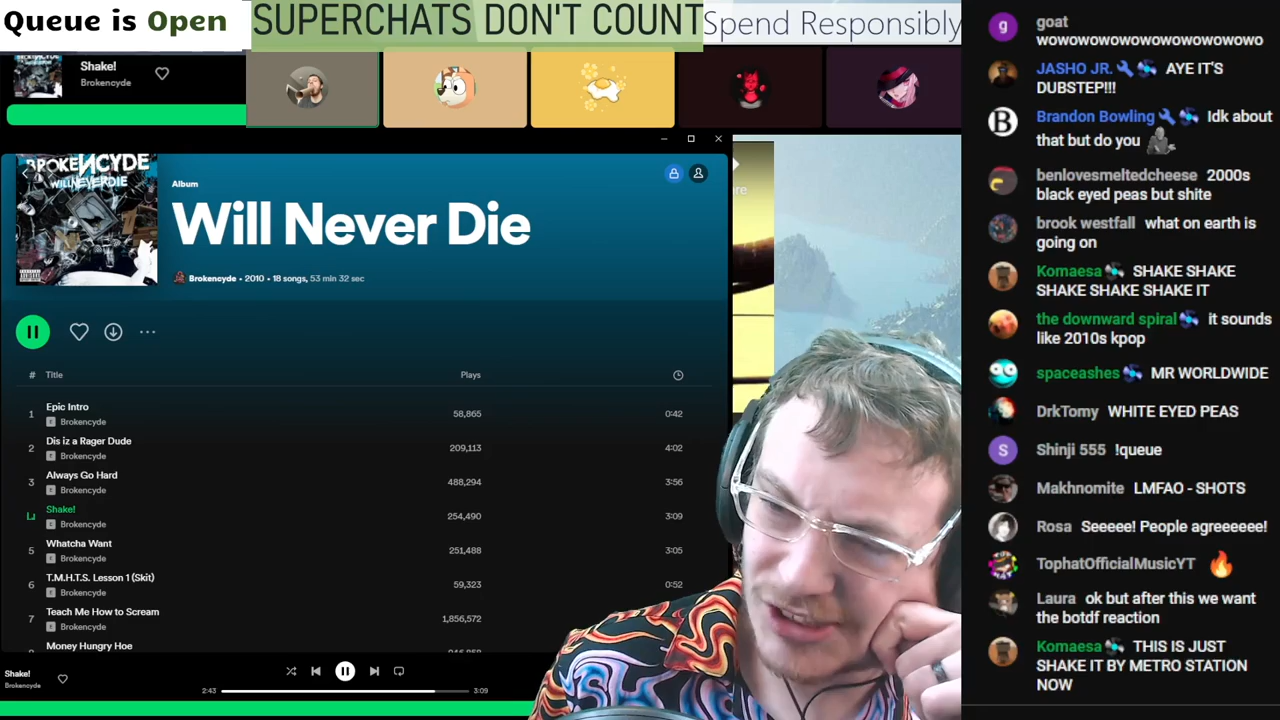 Queue is Open
SUPERCHATS DON'T COUNT
Spend Responsibly
Shake!
Brokencyde
BROKENCYDE
WILL NEVER DIE
Album
Will Never Die
Brokencyde • 2010 • 18 songs, 53 min 32 sec
# Title Plays
1 Epic Intro 58,865 0:42
Brokencyde
2 Dis iz a Rager Dude 209,113 4:02
Brokencyde
3 Always Go Hard 488,294 3:56
Brokencyde
Shake! 254,490 3:09
Brokencyde
5 Whatcha Want 251,488 3:05
Brokencyde
6 T.M.H.T.S. Lesson 1 (Skit) 59,323 0:52
Brokencyde
7 Teach Me How to Scream 1,856,572
Brokencyde
Money Hungry Hoe
Shake!
Brokencyde
2:43 3:09
goat
wowowowowowowowowowo
JASHO JR. AYE IT'S
DUBSTEP!!!
Brandon Bowling Idk about
that but do you
benlovesmeltedcheese 2000s
black eyed peas but shite
brook westfall what on earth is
going on
Komaesa SHAKE SHAKE
SHAKE SHAKE SHAKE IT
the downward spiral it sounds
like 2010s kpop
spaceashes MR WORLDWIDE
DrkTomy WHITE EYED PEAS
Shinji 555 !queue
Makhnomite LMFAO - SHOTS
Rosa Seeeee! People agreeeeee!
TophatOfficialMusicYT
Laura ok but after this we want
the botdf reaction
Komaesa THIS IS JUST
SHAKE IT BY METRO STATION
NOW